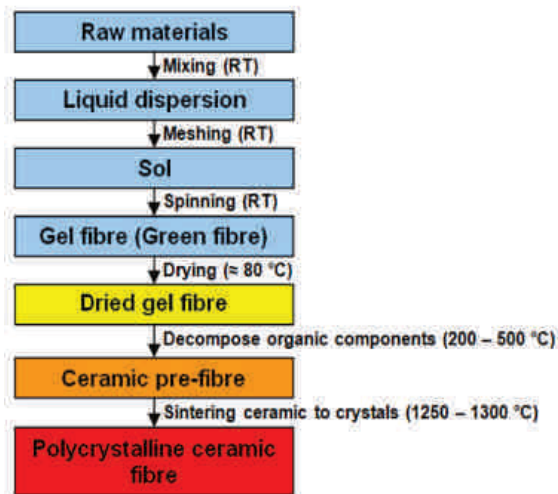 Raw materials
Mixing (RT)
Liquid dispersion
Meshing (RT)
Sol
Spinning (RT)
Gel fibre (Green fibre)
Drying (≈ 80 °C)
Dried gel fibre
Decompose organic components (200 – 500 °C)
Ceramic pre-fibre
Sintering ceramic to crystals (1250 – 1300 °C)
Polycrystalline ceramic
fibre